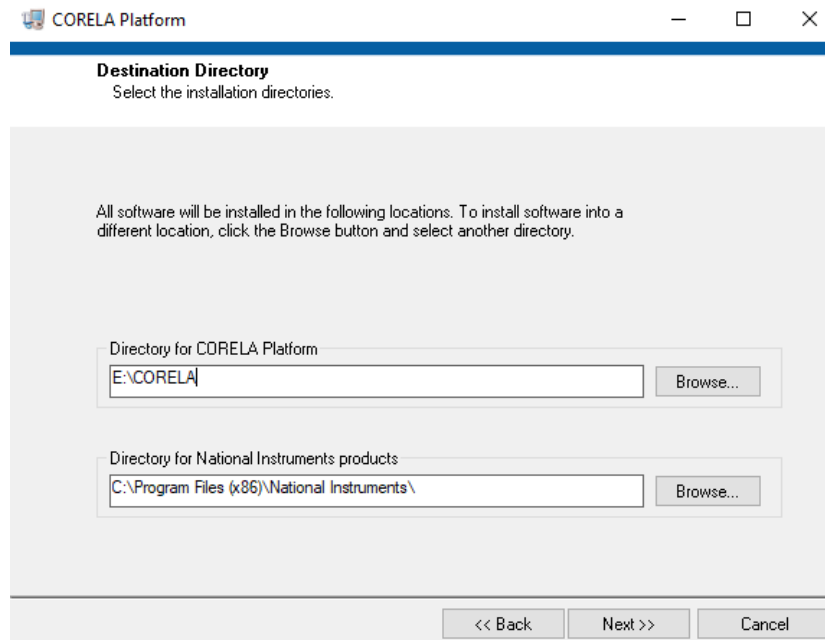 CORELA Platform
Destination Directory
Select the installation directories.
All software will be installed in the following locations. To install software into a
different location, click the Browse button and select another directory.
Directory for CORELA Platform
E:\CORELA
Browse...
Directory for National Instruments products
C:\Program Files (x86)\National Instruments\
Browse...
<< Back
Next >>
Cancel